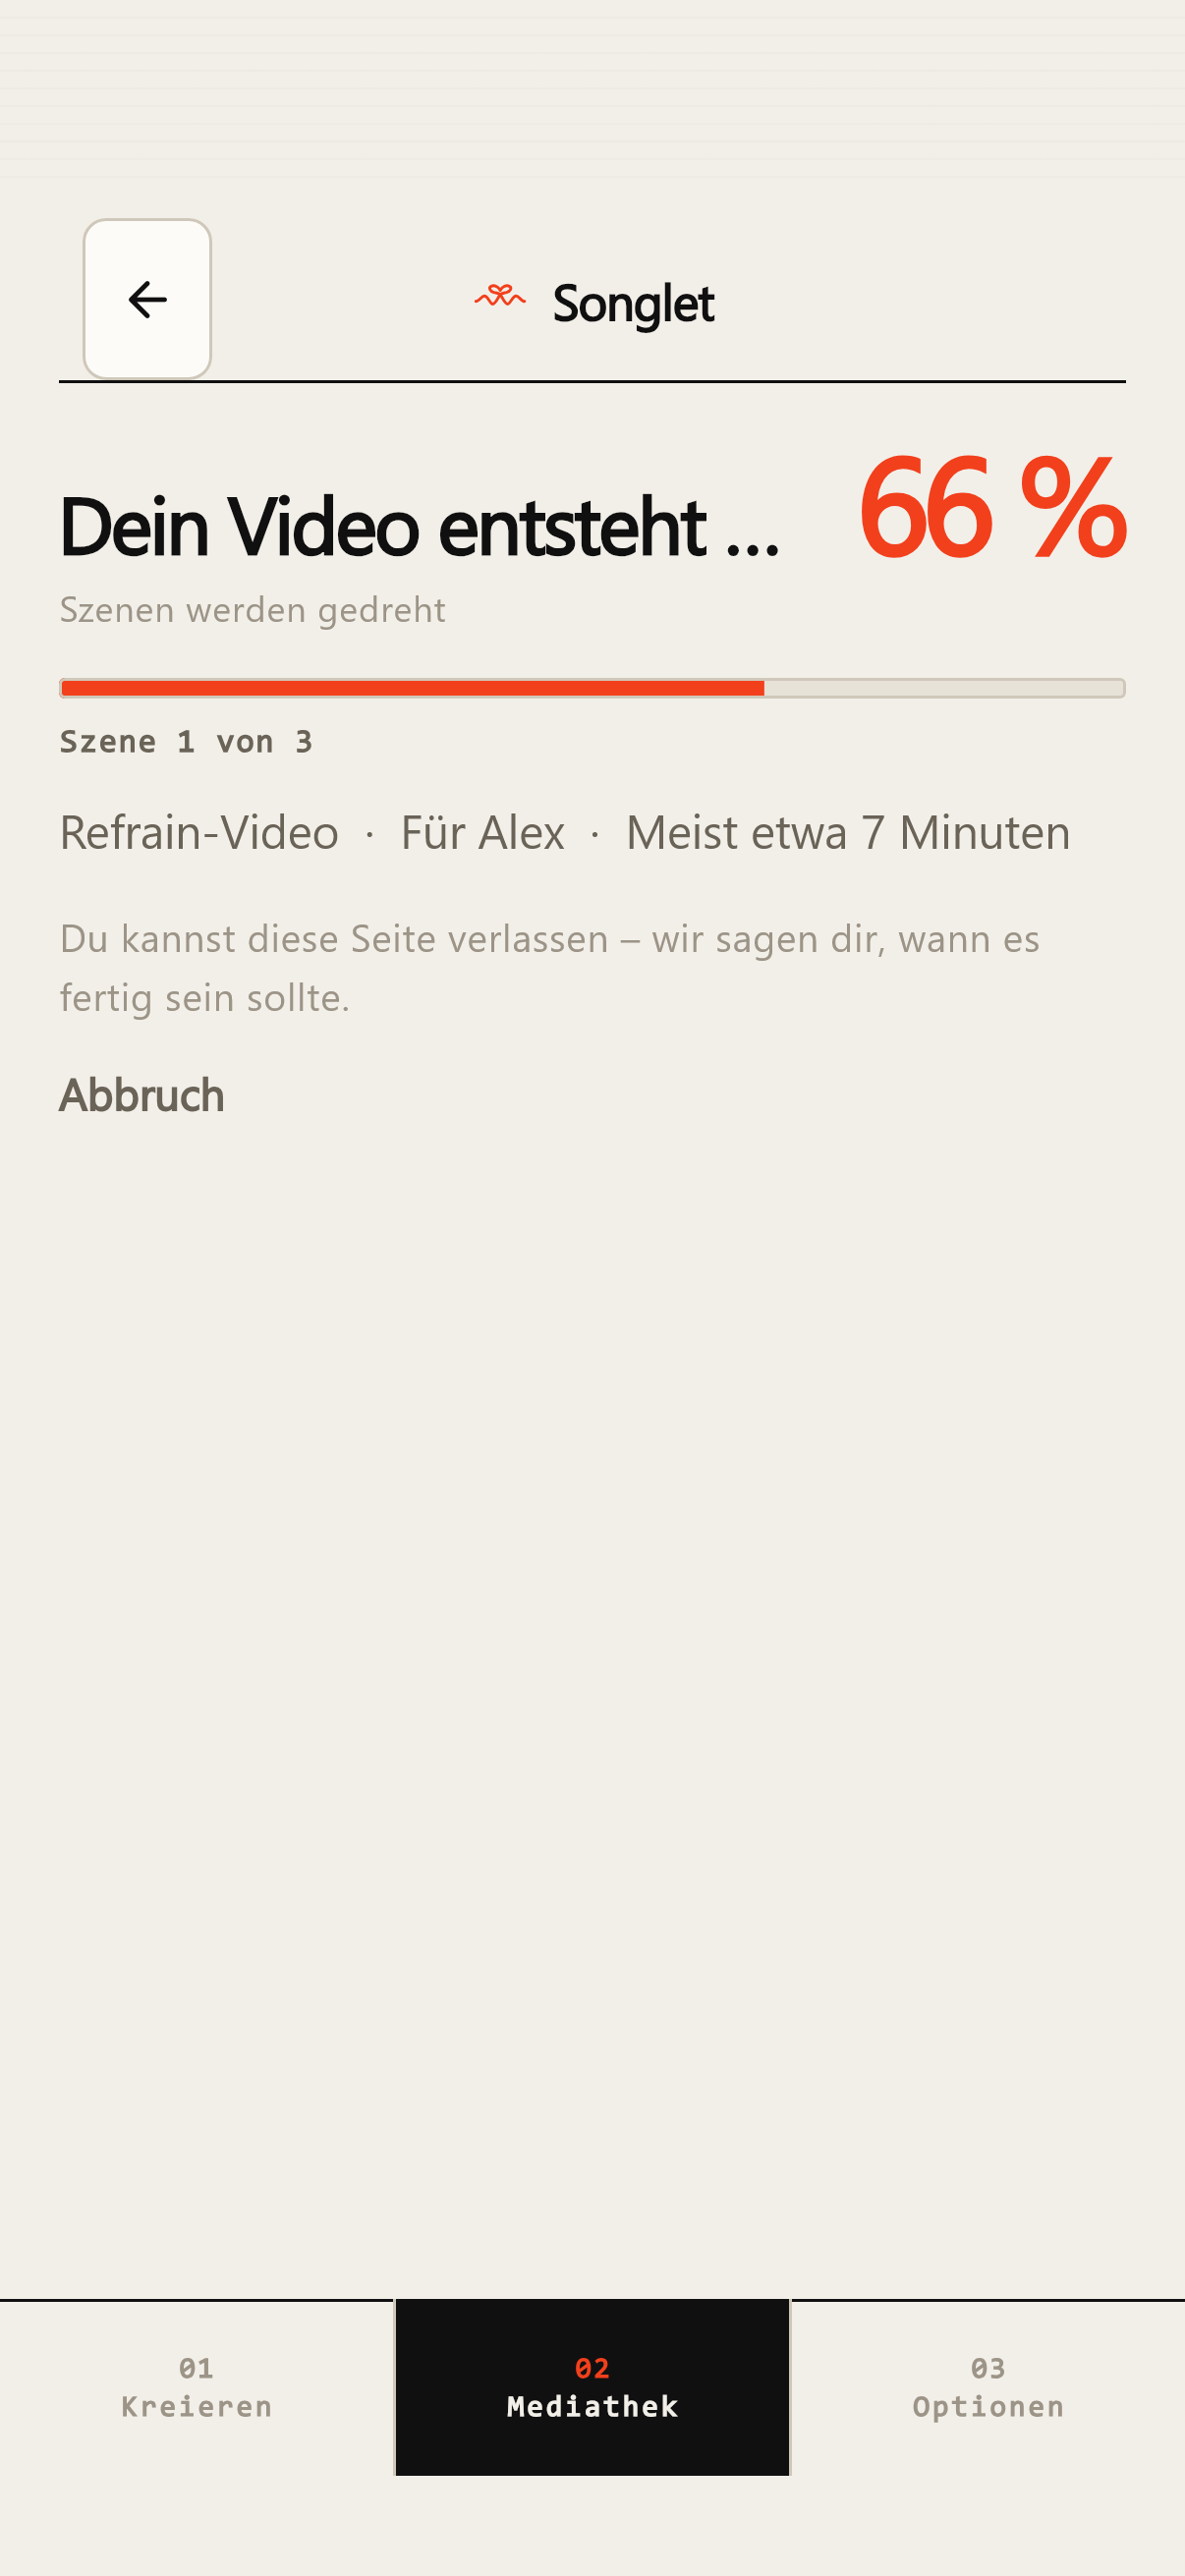 Songlet
Dein Video entsteht ...
66 %
Szenen werden gedreht
Szene 1 von 3
Refrain-Video · Für Alex · Meist etwa 7 Minuten
Du kannst diese Seite verlassen – wir sagen dir, wann es
fertig sein sollte.
Abbruch
01
Kreieren
02
Mediathek
03
Optionen